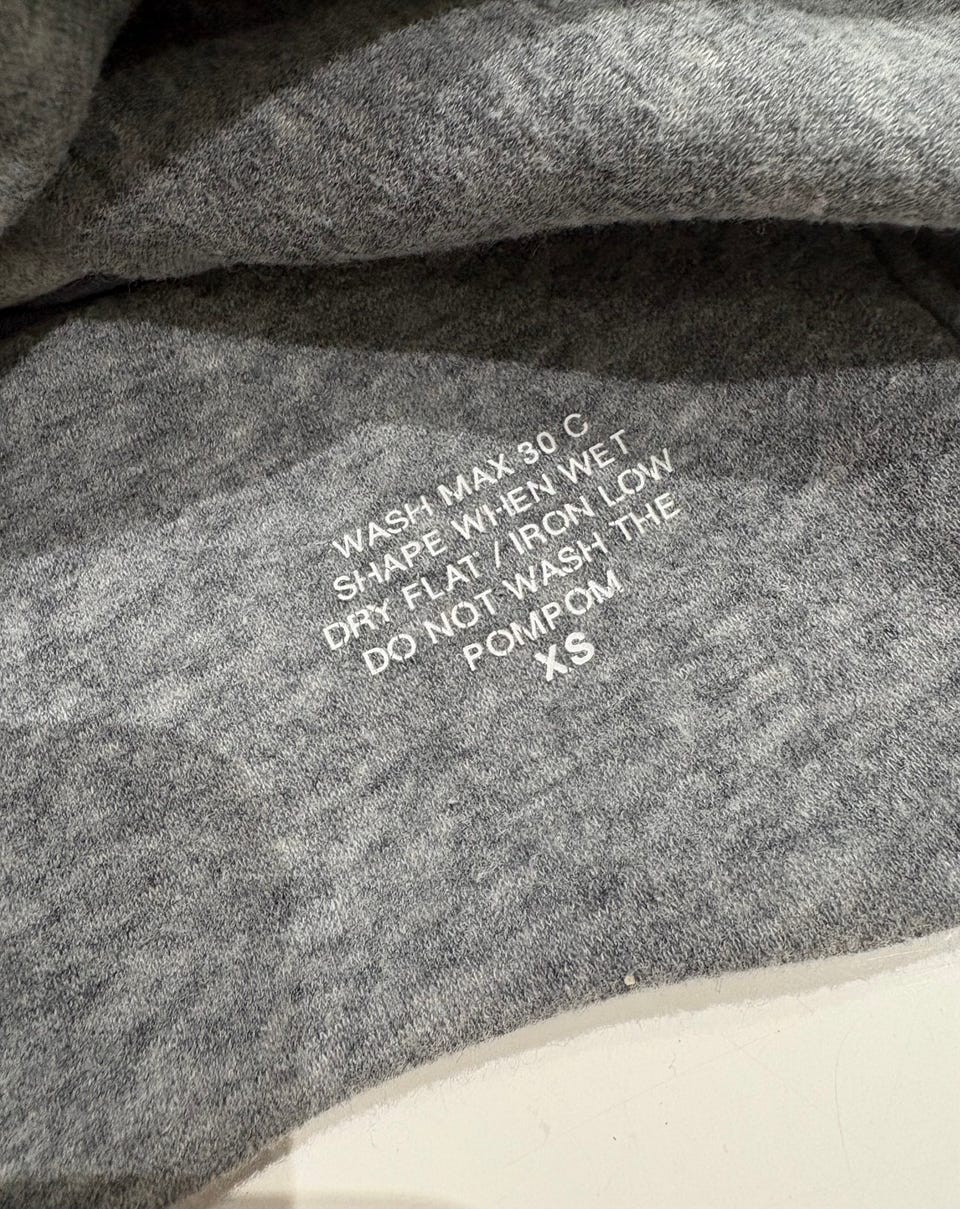 WASH MAX 30 C
SHAPE WHEN WET
DRY FLAT / IRON LOW
DO NOT WASH THE
POMPOM
XS